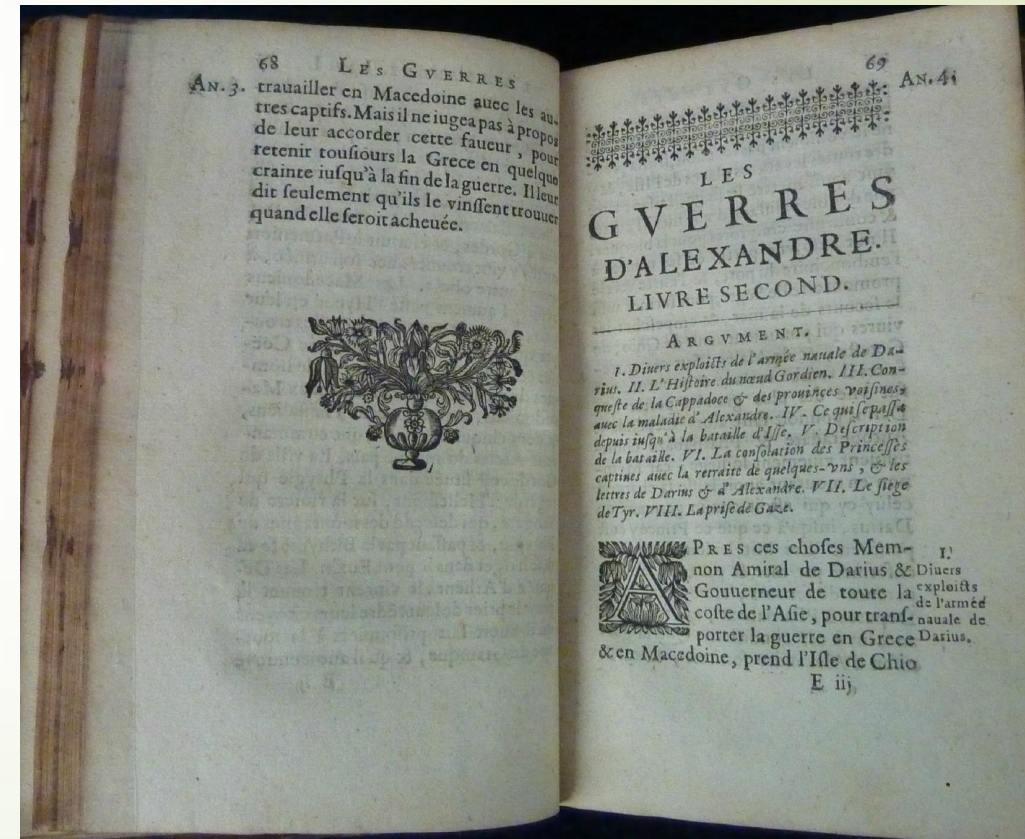 68 LES GVERRES
AN. 3.
trauailler en Macedoine auec les au-
tres captifs. Mais il ne iugea pas à propos
de leur accorder cette faueur, pour
retenir tousiours la Grece en quelque
crainte iusqu'à la fin de la guerre. Il leur
dit seulement qu'ils le vinssent trouuer
quand elle seroit acheuée.
69
AN. 4.
LES
GVERRES
D'ALEXANDRE.
LIVRE SECOND.
ARGVMENT.
I. Diuers exploicts de l'armée nauale de Da-
rius. II. L'Histoire du nœud Gordien. III. Con-
queste de la Cappadoce & des prouinces voisines,
auec la maladie d'Alexandre. IV. Ce qui se passa
depuis iusqu'à la bataille d'Isse. V. Description
de la bataille. VI. La consolation des Princesses
captiues auec la retraite de quelques-vns, & les
lettres de Darius & d'Alexandre. VII. Le siege
de Tyr. VIII. La prise de Gaze.
APRES ces choses Mem-
non Amiral de Darius &
Gouuerneur de toute la
coste de l'Asie, pour trans-
porter la guerre en Grece
& en Macedoine, prend l'Isle de Chio
I.
Diuers
exploicts
de l'armée
nauale de
Darius.
E iij